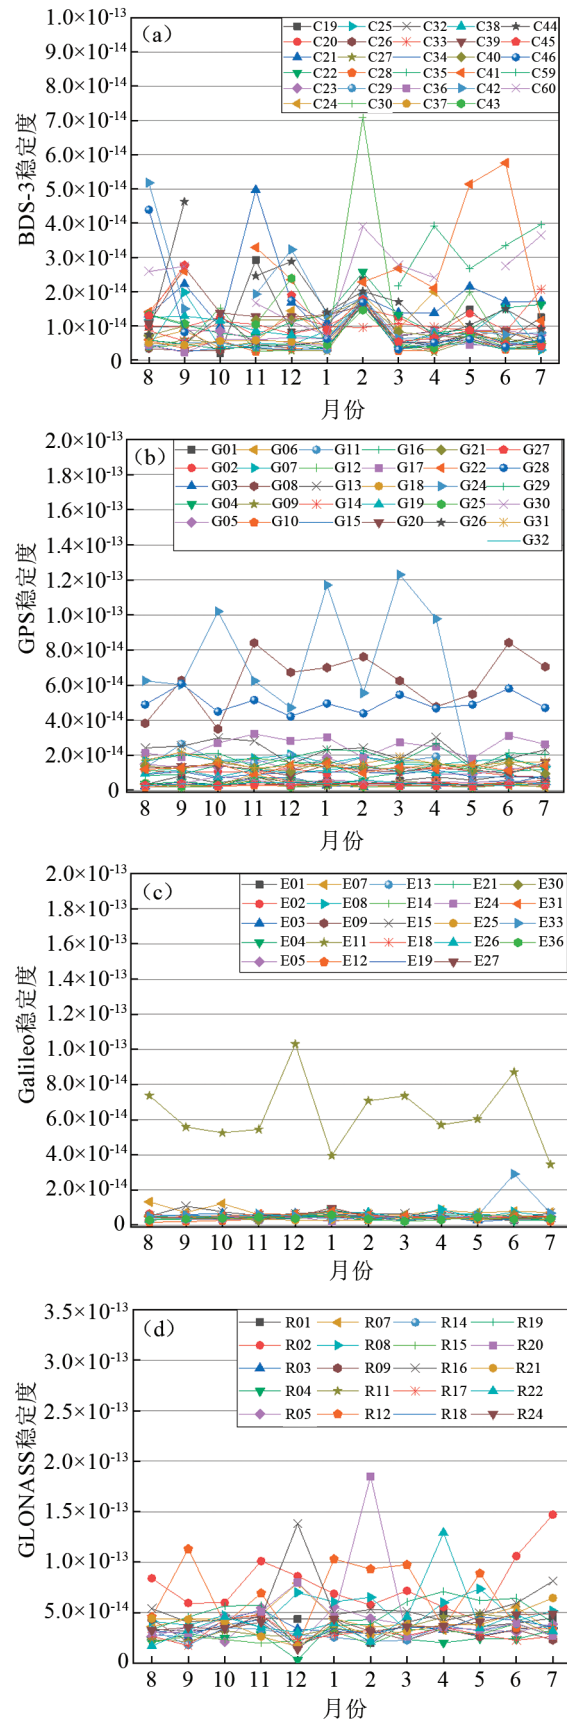 (a)
BDS-3稳定度
1.0×10⁻¹³
9.0×10⁻¹⁴
8.0×10⁻¹⁴
7.0×10⁻¹⁴
6.0×10⁻¹⁴
5.0×10⁻¹⁴
4.0×10⁻¹⁴
3.0×10⁻¹⁴
2.0×10⁻¹⁴
1.0×10⁻¹⁴
0
C19 C25 C32 C38 C44
C20 C26 C33 C39 C45
C21 C27 C34 C40 C46
C22 C28 C35 C41 C59
C23 C29 C36 C42 C60
C24 C30 C37 C43
8 9 10 11 12 1 2 3 4 5 6 7
月份
(b)
GPS稳定度
2.0×10⁻¹³
1.8×10⁻¹³
1.6×10⁻¹³
1.4×10⁻¹³
1.2×10⁻¹³
1.0×10⁻¹³
8.0×10⁻¹⁴
6.0×10⁻¹⁴
4.0×10⁻¹⁴
2.0×10⁻¹⁴
0
G01 G06 G11 G16 G21 G27
G02 G07 G12 G17 G22 G28
G03 G08 G13 G18 G24 G29
G04 G09 G14 G19 G25 G30
G05 G10 G15 G20 G26 G31
G32
8 9 10 11 12 1 2 3 4 5 6 7
月份
(c)
Galileo稳定度
2.0×10⁻¹³
1.8×10⁻¹³
1.6×10⁻¹³
1.4×10⁻¹³
1.2×10⁻¹³
1.0×10⁻¹³
8.0×10⁻¹⁴
6.0×10⁻¹⁴
4.0×10⁻¹⁴
2.0×10⁻¹⁴
0
E01 E07 E13 E21 E30
E02 E08 E14 E24 E31
E03 E09 E15 E25 E33
E04 E11 E18 E26 E36
E05 E12 E19 E27
8 9 10 11 12 1 2 3 4 5 6 7
月份
(d)
GLONASS稳定度
3.5×10⁻¹³
3.0×10⁻¹³
2.5×10⁻¹³
2.0×10⁻¹³
1.5×10⁻¹³
1.0×10⁻¹³
5.0×10⁻¹⁴
0
R01 R07 R14 R19
R02 R08 R15 R20
R03 R09 R16 R21
R04 R11 R17 R22
R05 R12 R18 R24
8 9 10 11 12 1 2 3 4 5 6 7
月份